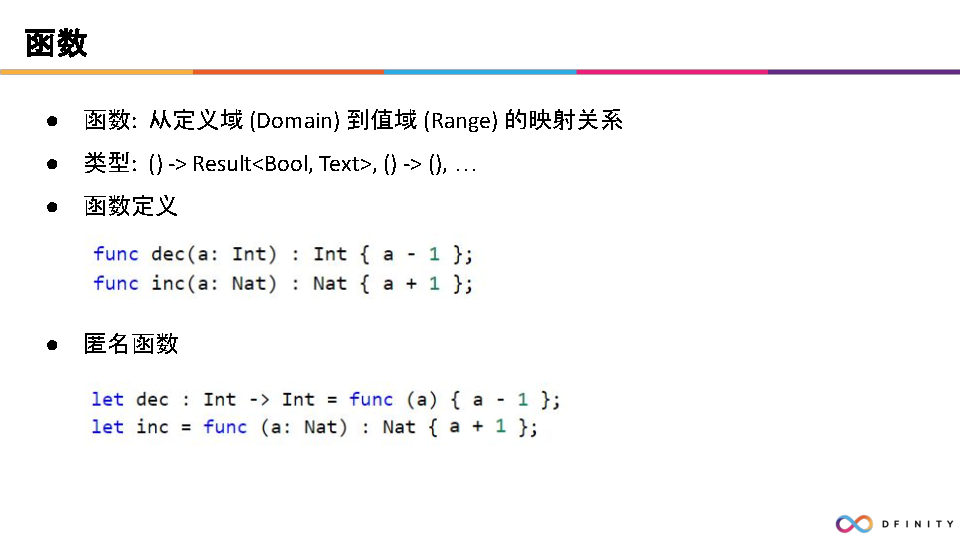 函数
● 函数: 从定义域 (Domain) 到值域 (Range) 的映射关系
● 类型: () -> Result<Bool, Text>, () -> (), …
● 函数定义
func dec(a: Int) : Int { a - 1 };
func inc(a: Nat) : Nat { a + 1 };
● 匿名函数
let dec : Int -> Int = func (a) { a - 1 };
let inc = func (a: Nat) : Nat { a + 1 };
DFINITY